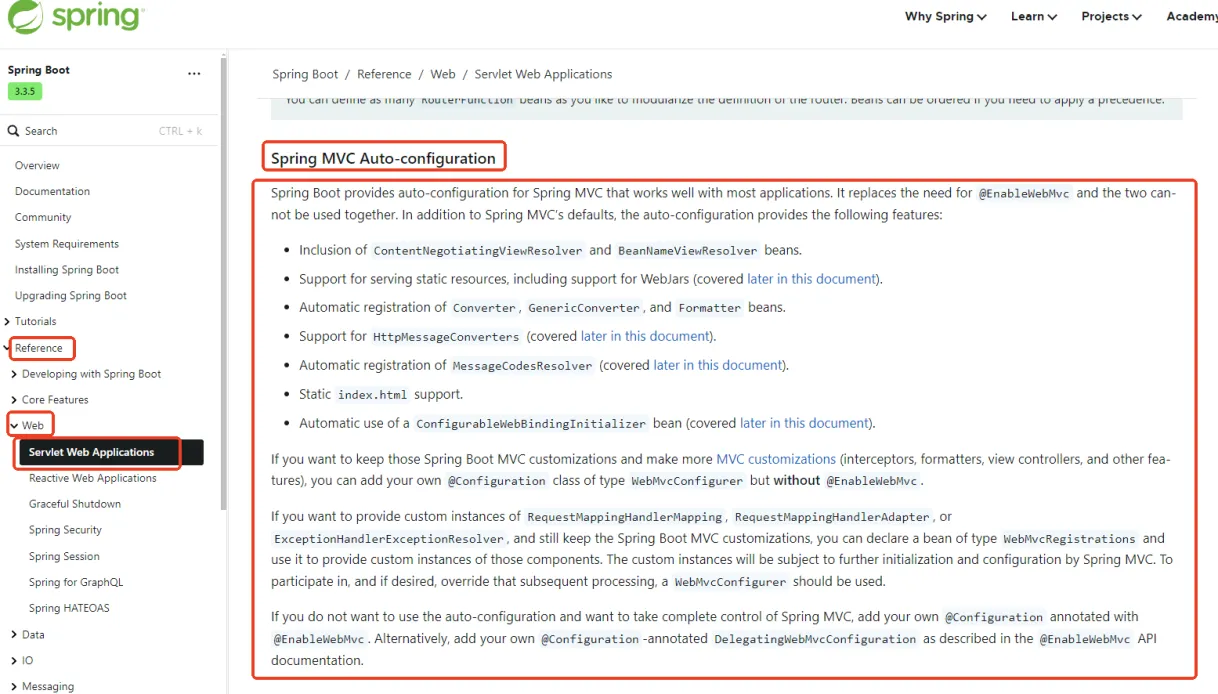 spring
Why Spring
Learn
Projects
Academy
Spring Boot
...
3.3.5
Search
CTRL + k
Overview
Documentation
Community
System Requirements
Installing Spring Boot
Upgrading Spring Boot
Tutorials
Reference
Developing with Spring Boot
Core Features
Web
Servlet Web Applications
Reactive Web Applications
Graceful Shutdown
Spring Security
Spring Session
Spring for GraphQL
Spring HATEOAS
Data
IO
Messaging
Spring Boot / Reference / Web / Servlet Web Applications
You can define as many RouterFunction beans as you like to modularize the definition of the router. Beans can be ordered if you need to apply a precedence.
Spring MVC Auto-configuration
Spring Boot provides auto-configuration for Spring MVC that works well with most applications. It replaces the need for @EnableWebMvc and the two can-
not be used together. In addition to Spring MVC's defaults, the auto-configuration provides the following features:
• Inclusion of ContentNegotiatingViewResolver and BeanNameViewResolver beans.
• Support for serving static resources, including support for WebJars (covered later in this document).
• Automatic registration of Converter, GenericConverter, and Formatter beans.
• Support for HttpMessageConverters (covered later in this document).
• Automatic registration of MessageCodesResolver (covered later in this document).
• Static index.html support.
• Automatic use of a ConfigurableWebBindingInitializer bean (covered later in this document).
If you want to keep those Spring Boot MVC customizations and make more MVC customizations (interceptors, formatters, view controllers, and other fea-
tures), you can add your own @Configuration class of type WebMvcConfigurer but without @EnableWebMvc.
If you want to provide custom instances of RequestMappingHandlerMapping, RequestMappingHandlerAdapter, or
ExceptionHandlerExceptionResolver, and still keep the Spring Boot MVC customizations, you can declare a bean of type WebMvcRegistrations and
use it to provide custom instances of those components. The custom instances will be subject to further initialization and configuration by Spring MVC. To
participate in, and if desired, override that subsequent processing, a WebMvcConfigurer should be used.
If you do not want to use the auto-configuration and want to take complete control of Spring MVC, add your own @Configuration annotated with
@EnableWebMvc. Alternatively, add your own @Configuration-annotated DelegatingWebMvcConfiguration as described in the @EnableWebMvc API
documentation.